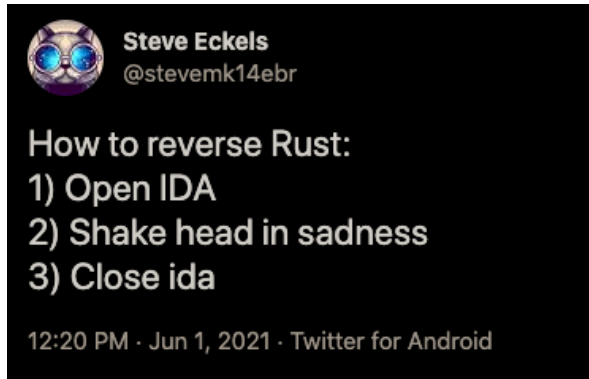 Steve Eckels
@stevemk14ebr
How to reverse Rust:
1) Open IDA
2) Shake head in sadness
3) Close ida
12:20 PM · Jun 1, 2021 · Twitter for Android